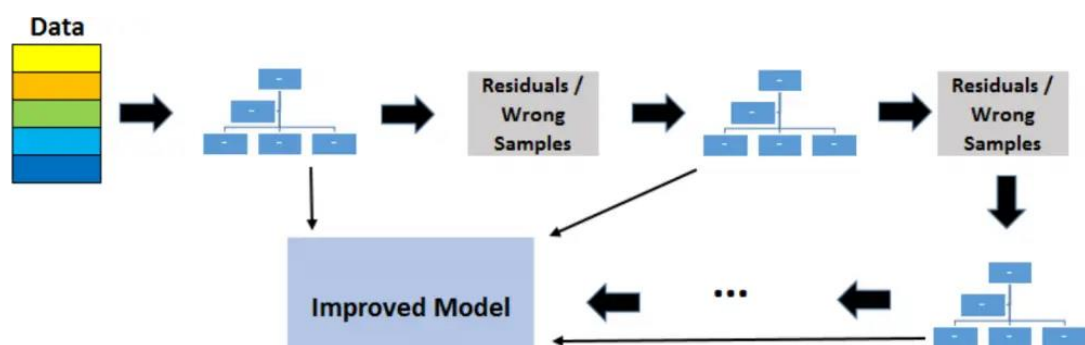 Data
Residuals /
Wrong
Samples
Residuals /
Wrong
Samples
Improved Model
...